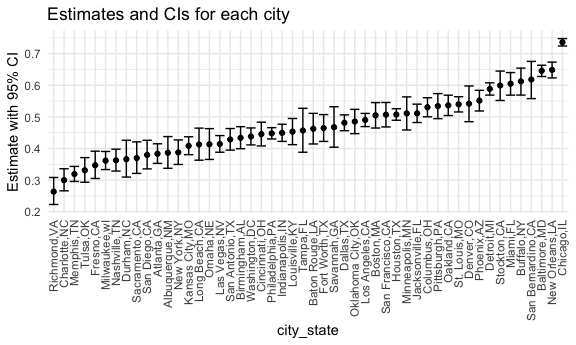 Estimates and CIs for each city
Estimate with 95% CI
0.7
0.6
0.5
0.4
0.3
0.2
Richmond,VA
Charlotte,NC
Memphis,TN
Tulsa,OK
Fresno,CA
Milwaukee,wI
Nashville,TN
Durham,NC
Sacramento,CA
San Diego,CA
Atlanta,GA
Albuquerque,NM
New York,NY
Kansas City,MO
Long Beach,CA
Omaha,NE
Las Vegas,NV
San Antonio,TX
Birmingham,AL
Washington,DC
Cincinnati,OH
Philadelphia,PA
Indianapolis,IN
Louisville,KY
Tampa,FL
Baton Rouge,LA
Fort Worth,TX
Savannah,GA
Dallas,TX
Oklahoma City,OK
Los Angeles,CA
Boston,MA
San Francisco,CA
Houston,TX
Minneapolis,MN
Jacksonville,FL
Columbus,OH
Pittsburgh,PA
Oakland,CA
St. Louis,MO
Denver,CO
Phoenix,AZ
Detroit,MI
Stockton,CA
Miami,FL
Buffalo,NY
San Bernardino,CA
Baltimore,MD
New Orleans,LA
Chicago,IL
city_state